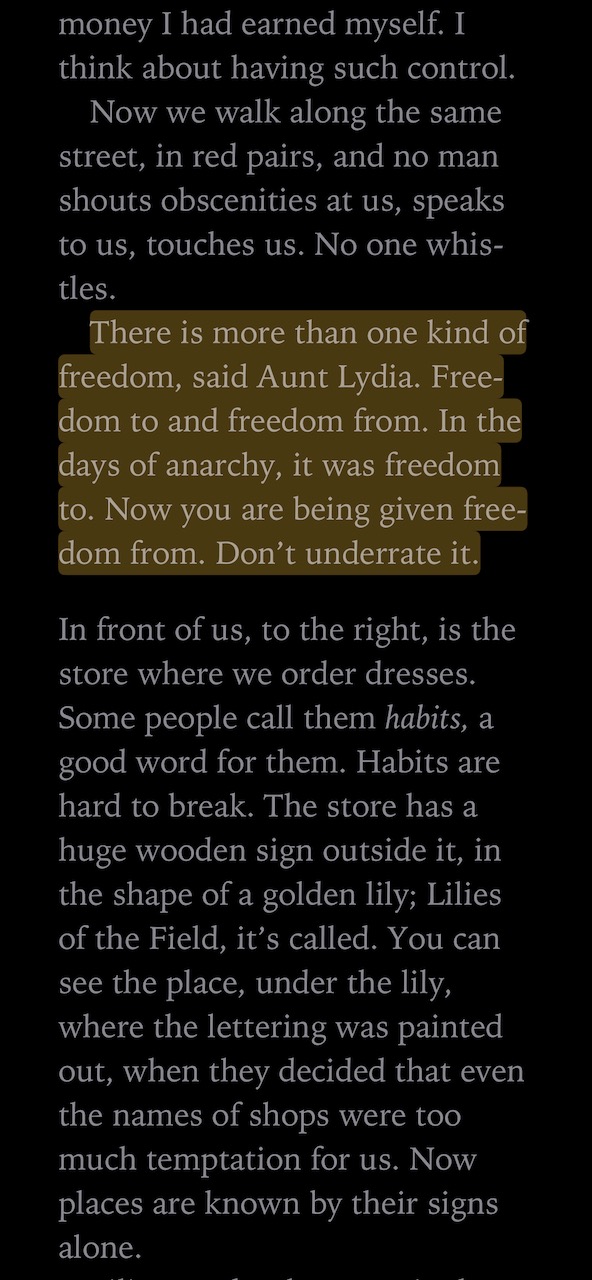 money I had earned myself. I
think about having such control.
Now we walk along the same
street, in red pairs, and no man
shouts obscenities at us, speaks
to us, touches us. No one whis-
tles.
There is more than one kind of
freedom, said Aunt Lydia. Free-
dom to and freedom from. In the
days of anarchy, it was freedom
to. Now you are being given free-
dom from. Don’t underrate it.
In front of us, to the right, is the
store where we order dresses.
Some people call them habits, a
good word for them. Habits are
hard to break. The store has a
huge wooden sign outside it, in
the shape of a golden lily; Lilies
of the Field, it’s called. You can
see the place, under the lily,
where the lettering was painted
out, when they decided that even
the names of shops were too
much temptation for us. Now
places are known by their signs
alone.